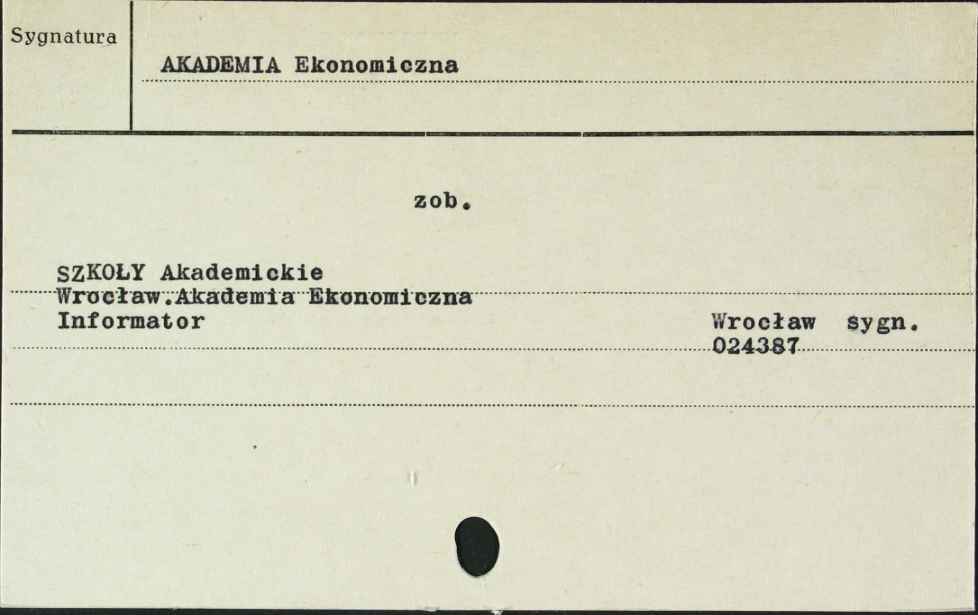 Sygnatura
AKADEMIA Ekonomiczna
zob.
SZKOŁY Akademickie
Wrocław.Akademia Ekonomiczna
Informator
Wrocław sygn.
024387